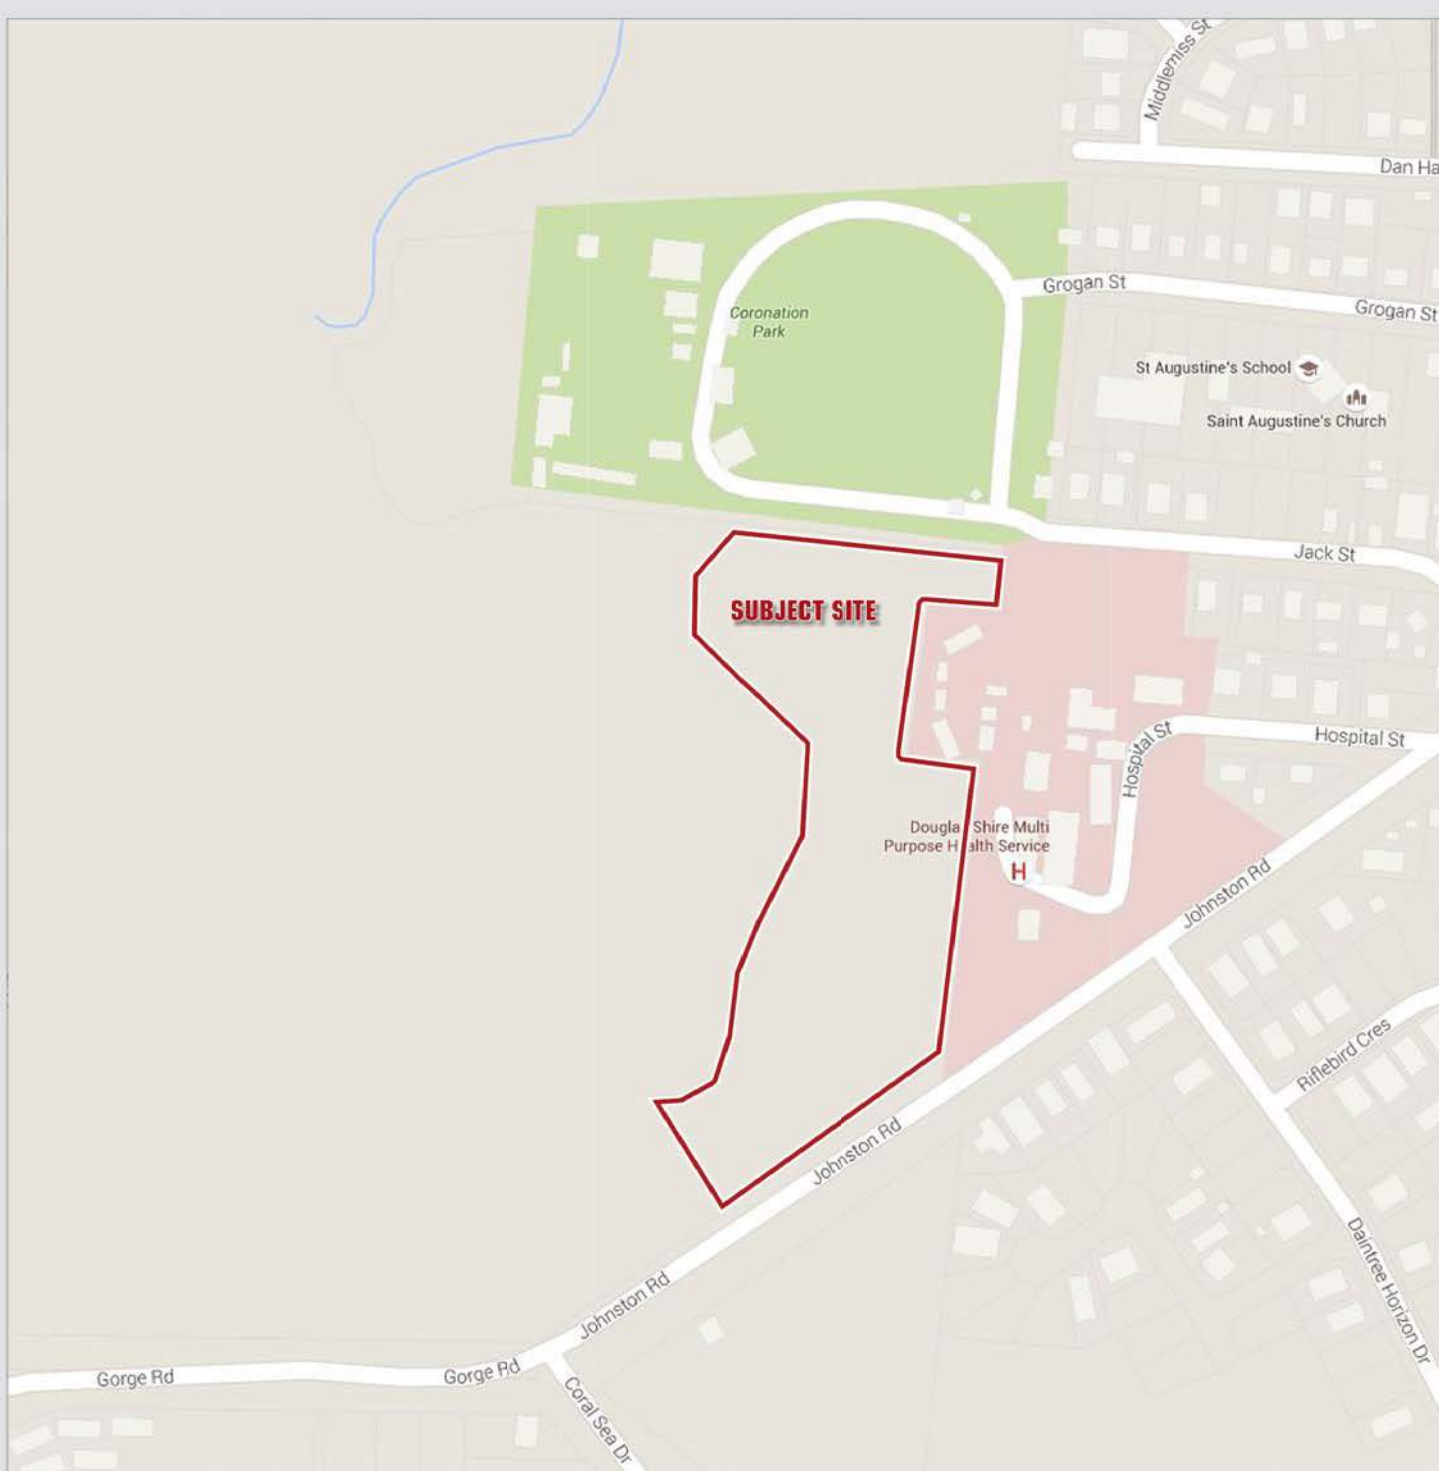 Middlemiss St
Dan Ha
Grogan St
Grogan St
Coronation
Park
St Augustine's School
Saint Augustine's Church
Jack St
SUBJECT SITE
Hospital St
Hospital St
Dougla Shire Multi
Purpose H alth Service
H
Johnston Rd
Riflebird Cres
Johnston Rd
Daintree Horizon Dr
Johnston Rd
Gorge Rd
Gorge Rd
Coral Sea Dr